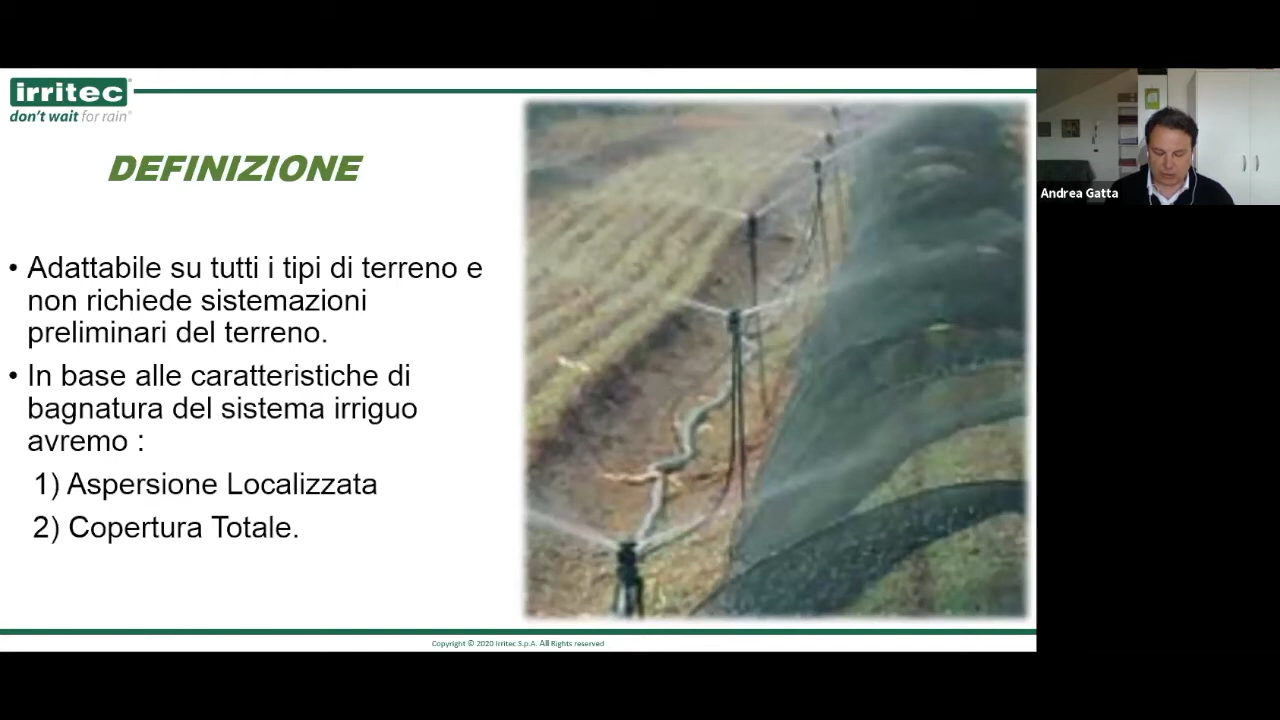 irritec
don't wait for rain
DEFINIZIONE
• Adattabile su tutti i tipi di terreno e
non richiede sistemazioni
preliminari del terreno.
• In base alle caratteristiche di
bagnatura del sistema irriguo
avremo :
1) Aspersione Localizzata
2) Copertura Totale.
Andrea Gatta
Copyright © 2020 Irritec S.p.A. All Rights reserved